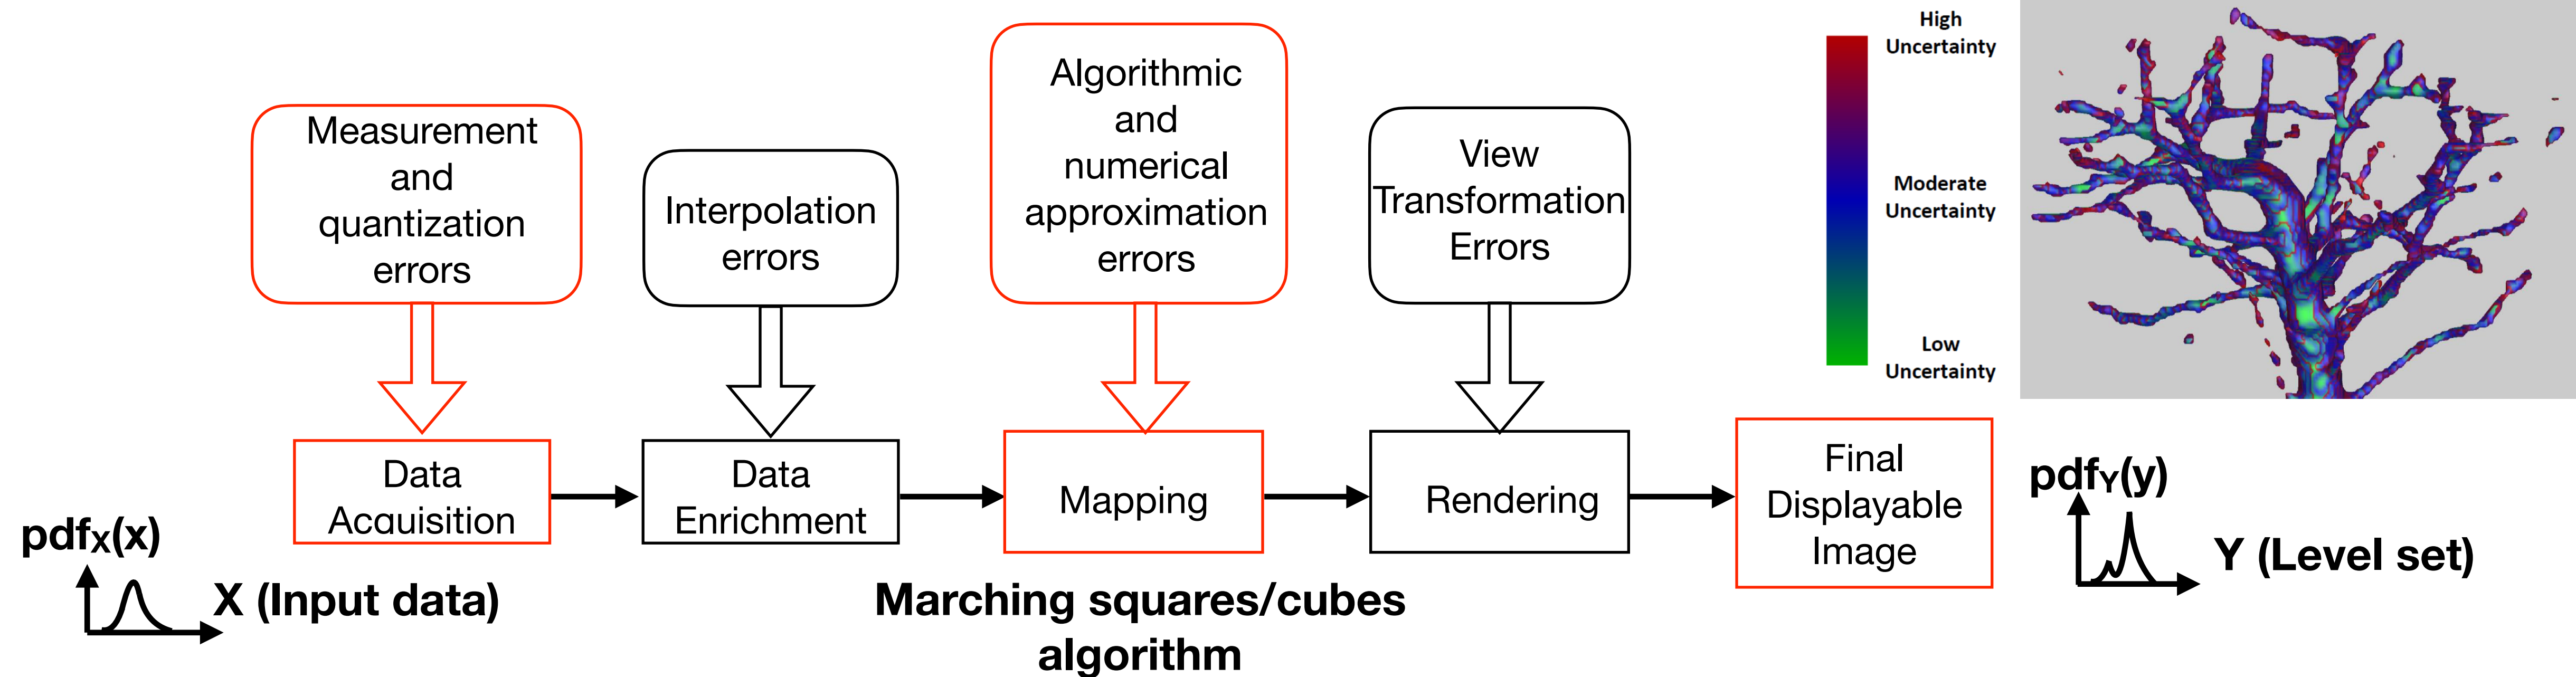 Measurement
and
quantization
errors
Interpolation
errors
Algorithmic
and
numerical
approximation
errors
View
Transformation
Errors
High
Uncertainty
Moderate
Uncertainty
Low
Uncertainty
Data
Acquisition
Data
Enrichment
Mapping
Rendering
Final
Displayable
Image
pdfX(x)
X (Input data)
Marching squares/cubes
algorithm
pdfY(y)
Y (Level set)